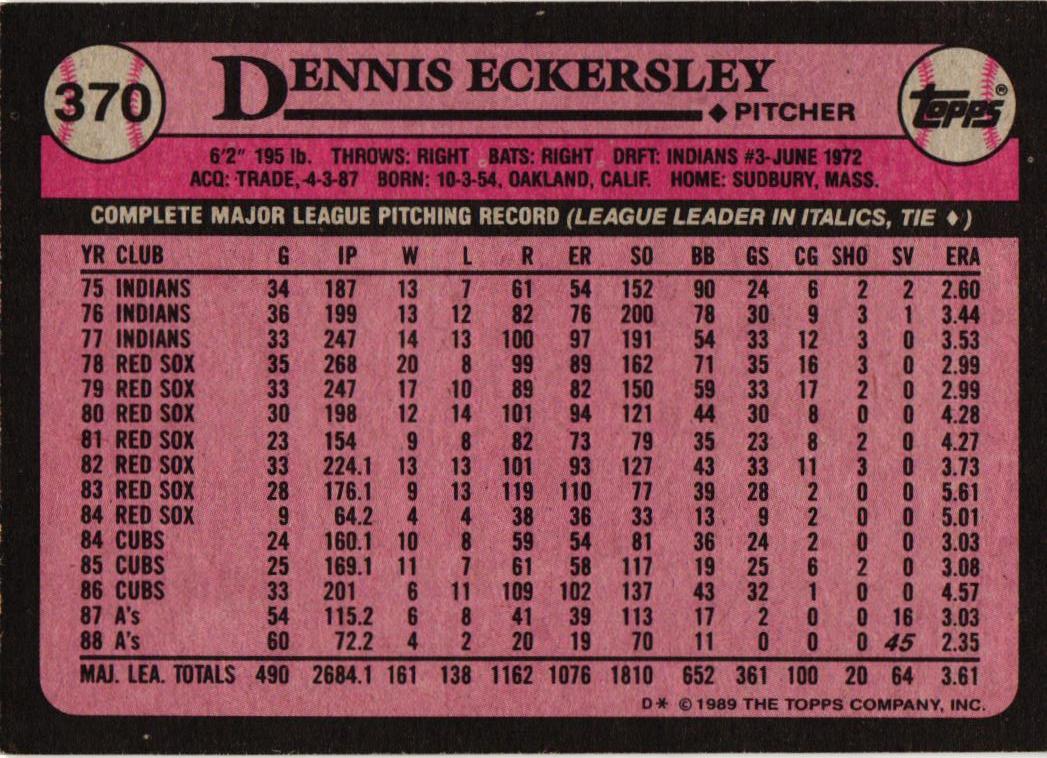 370
DENNIS ECKERSLEY
◆ PITCHER
topps®
6'2" 195 lb. THROWS: RIGHT BATS: RIGHT DRFT: INDIANS #3-JUNE 1972
ACQ: TRADE, 4-3-87 BORN: 10-3-54, OAKLAND, CALIF. HOME: SUDBURY, MASS.
COMPLETE MAJOR LEAGUE PITCHING RECORD (LEAGUE LEADER IN ITALICS, TIE ♦)
YR CLUB G IP W L R ER SO BB GS CG SHO SV ERA
75 INDIANS 34 187 13 7 61 54 152 90 24 6 2 2 2.60
76 INDIANS 36 199 13 12 82 76 200 78 30 9 3 1 3.44
77 INDIANS 33 247 14 13 100 97 191 54 33 12 3 0 3.53
78 RED SOX 35 268 20 8 99 89 162 71 35 16 3 0 2.99
79 RED SOX 33 247 17 10 89 82 150 59 33 17 2 0 2.99
80 RED SOX 30 198 12 14 101 94 121 44 30 8 0 0 4.28
81 RED SOX 23 154 9 8 82 73 79 35 23 8 2 0 4.27
82 RED SOX 33 224.1 13 13 101 93 127 43 33 11 3 0 3.73
83 RED SOX 28 176.1 9 13 119 110 77 39 28 2 0 0 5.61
84 RED SOX 9 64.2 4 4 38 36 33 13 9 2 0 0 5.01
84 CUBS 24 160.1 10 8 59 54 81 36 24 2 0 0 3.03
85 CUBS 25 169.1 11 7 61 58 117 19 25 6 2 0 3.08
86 CUBS 33 201 6 11 109 102 137 43 32 1 0 0 4.57
87 A's 54 115.2 6 8 41 39 113 17 2 0 0 16 3.03
88 A's 60 72.2 4 2 20 19 70 11 0 0 0 45 2.35
MAJ. LEA. TOTALS 490 2684.1 161 138 1162 1076 1810 652 361 100 20 64 3.61
D* © 1989 THE TOPPS COMPANY, INC.